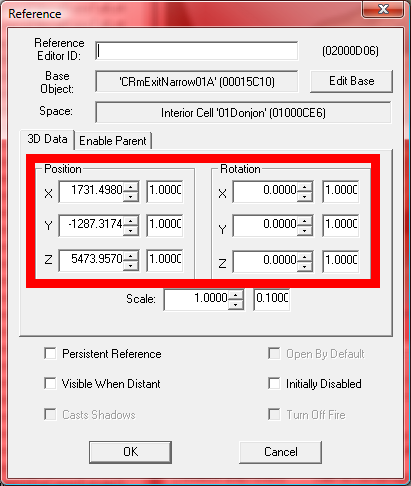 Reference
Reference
Editor ID:
(02000D06)
Base
Object:
'CRmExitNarrow01A' (00015C10)
Edit Base
Space:
Interior Cell '01Donjon' (01000CE6)
3D Data
Enable Parent
Position
Rotation
X 1731.4980 1.0000 X 0.0000 1.0000
Y -1287.3174 1.0000 Y 0.0000 1.0000
Z 5473.9570 1.0000 Z 0.0000 1.0000
Scale: 1.0000 0.1000
Persistent Reference
Open By Default
Visible When Distant
Initially Disabled
Casts Shadows
Turn Off Fire
OK
Cancel